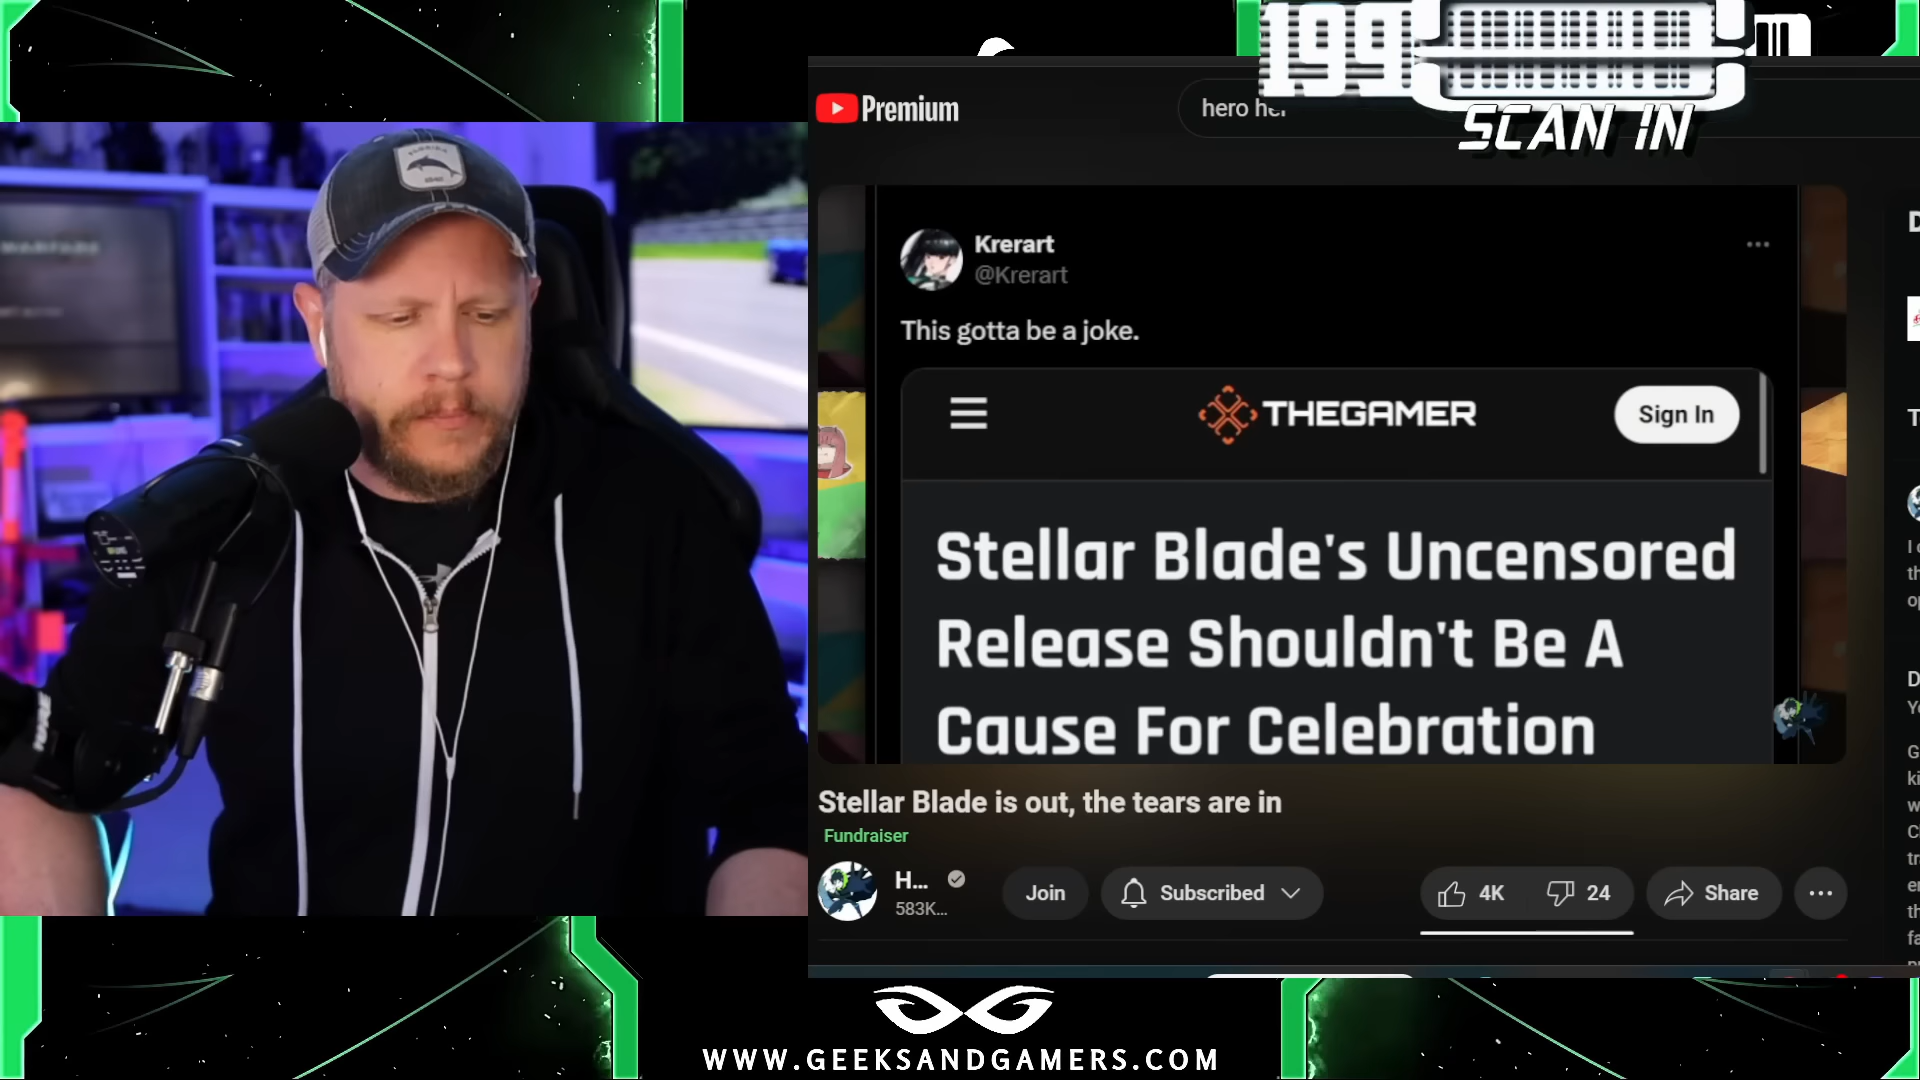 199
SCAN IN
Premium
hero her
Krerart
@Krerart
This gotta be a joke.
THEGAMER
Sign In
Stellar Blade's Uncensored
Release Shouldn't Be A
Cause For Celebration
Stellar Blade is out, the tears are in
Fundraiser
H...
583K...
Join
Subscribed
4K
24
Share
WWW.GEEKSANDGAMERS.COM